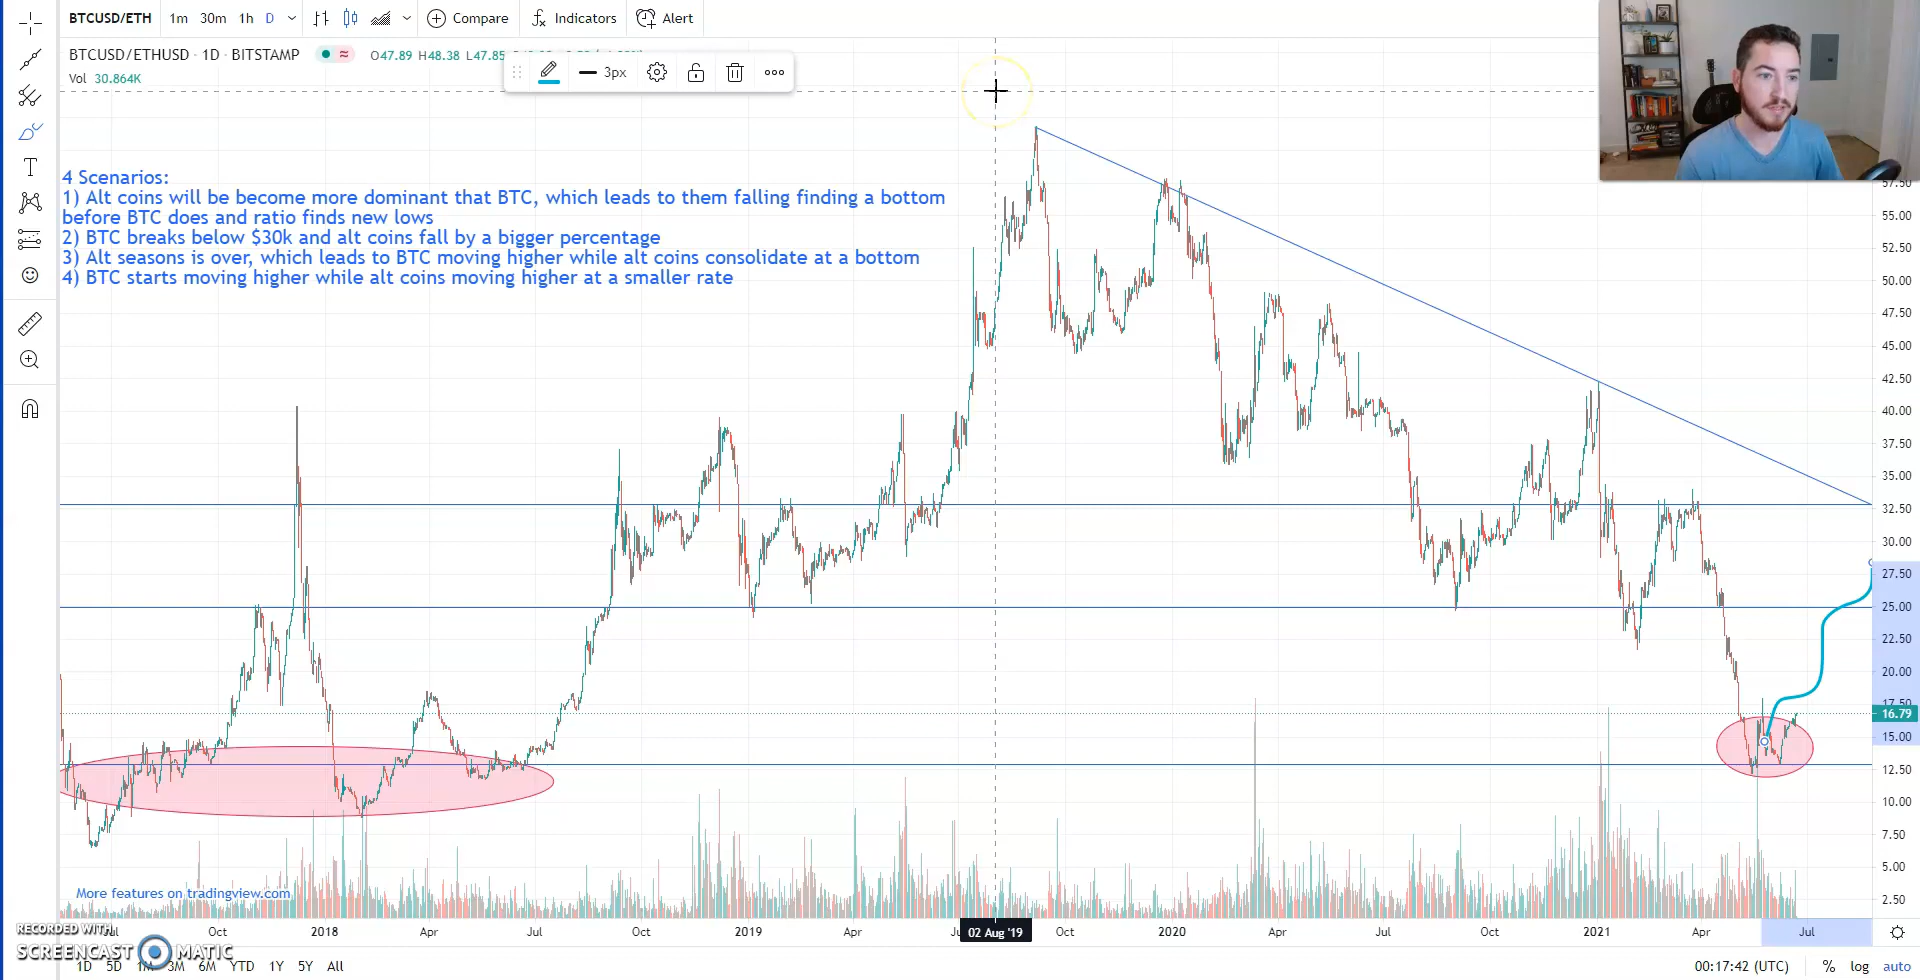 BTCUSD/ETH 1m 30m 1h D Compare Indicators Alert
BTCUSD/ETHUSD · 1D · BITSTAMP O47.89 H48.38 L47.85
Vol 30.864K
3px
4 Scenarios:
1) Alt coins will be become more dominant that BTC, which leads to them falling finding a bottom
before BTC does and ratio finds new lows
2) BTC breaks below $30k and alt coins fall by a bigger percentage
3) Alt seasons is over, which leads to BTC moving higher while alt coins consolidate at a bottom
4) BTC starts moving higher while alt coins moving higher at a smaller rate
57.50
55.00
52.50
50.00
47.50
45.00
42.50
40.00
37.50
35.00
32.50
30.00
27.50
25.00
22.50
20.00
17.50
16.79
15.00
12.50
10.00
7.50
5.00
2.50
More features on tradingview.com
Jul Oct 2018 Apr Jul Oct 2019 Apr 02 Aug '19 Oct 2020 Apr Jul Oct 2021 Apr Jul
RECORDED WITH
SCREENCAST MATIC
1D 5D 1M 3M 6M YTD 1Y 5Y All 00:17:42 (UTC) % log auto